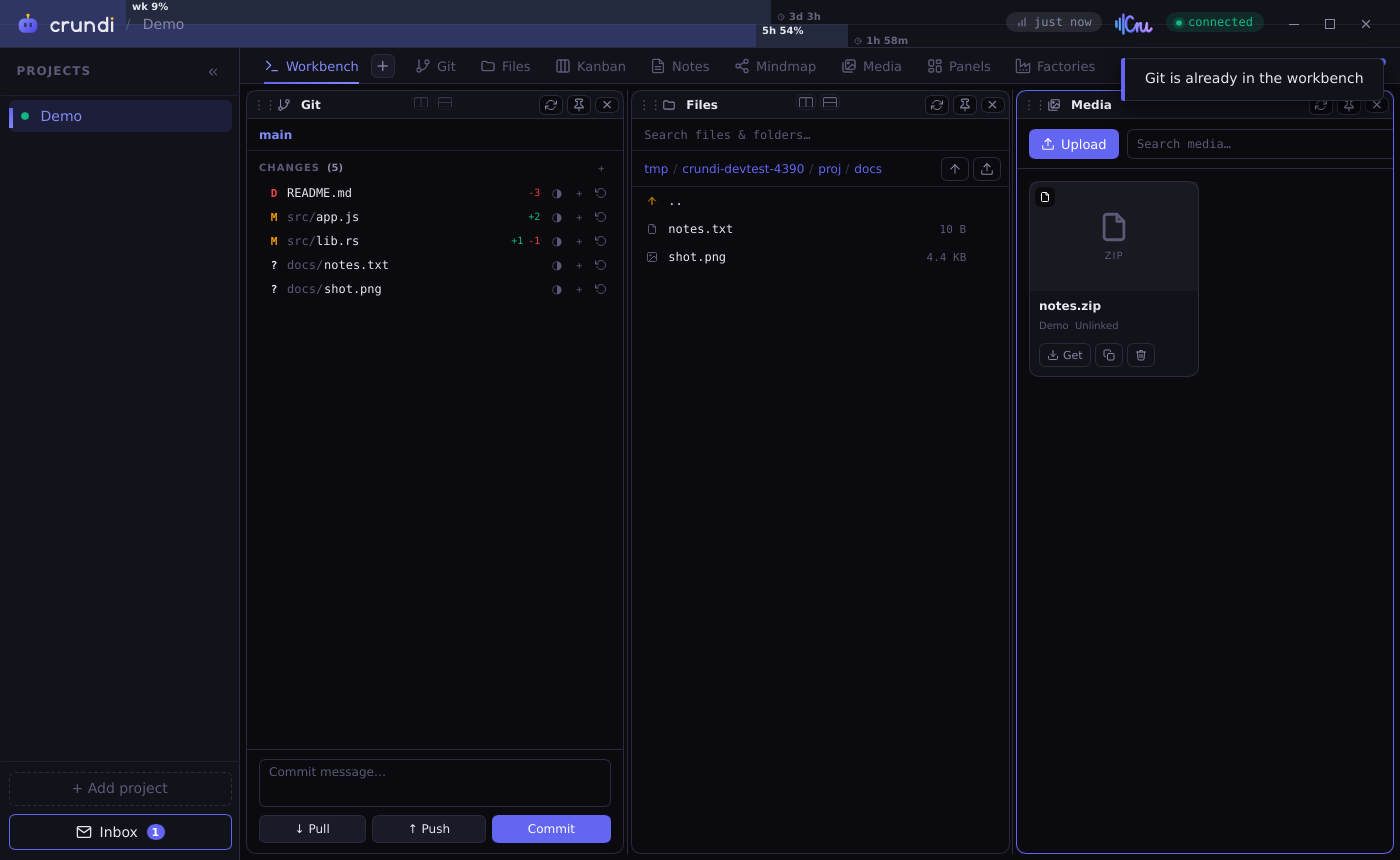 wk 9%
3d 3h
crundi / Demo
5h 54%
1h 58m
just now
Cru
connected
PROJECTS «
Workbench + Git Files Kanban Notes Mindmap Media Panels Factories
Git is already in the workbench
Demo
Git
main
CHANGES (5) +
D README.md -3 +
M src/app.js +2 +
M src/lib.rs +1 -1 +
? docs/notes.txt +
? docs/shot.png +
Commit message…
↓ Pull ↑ Push Commit
Files
Search files & folders…
tmp / crundi-devtest-4390 / proj / docs
↑ ..
notes.txt 10 B
shot.png 4.4 KB
Media
Upload Search media…
ZIP
notes.zip
Demo Unlinked
Get
+ Add project
Inbox 1